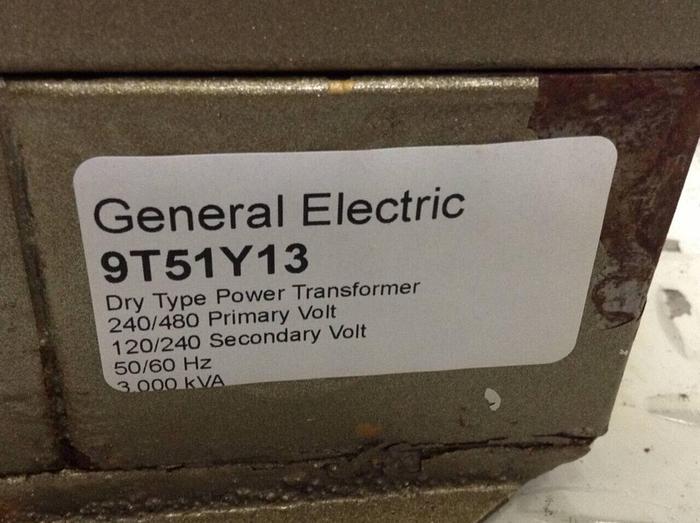 General Electric
9T51Y13
Dry Type Power Transformer
240/480 Primary Volt
120/240 Secondary Volt
50/60 Hz
3.000 kVA